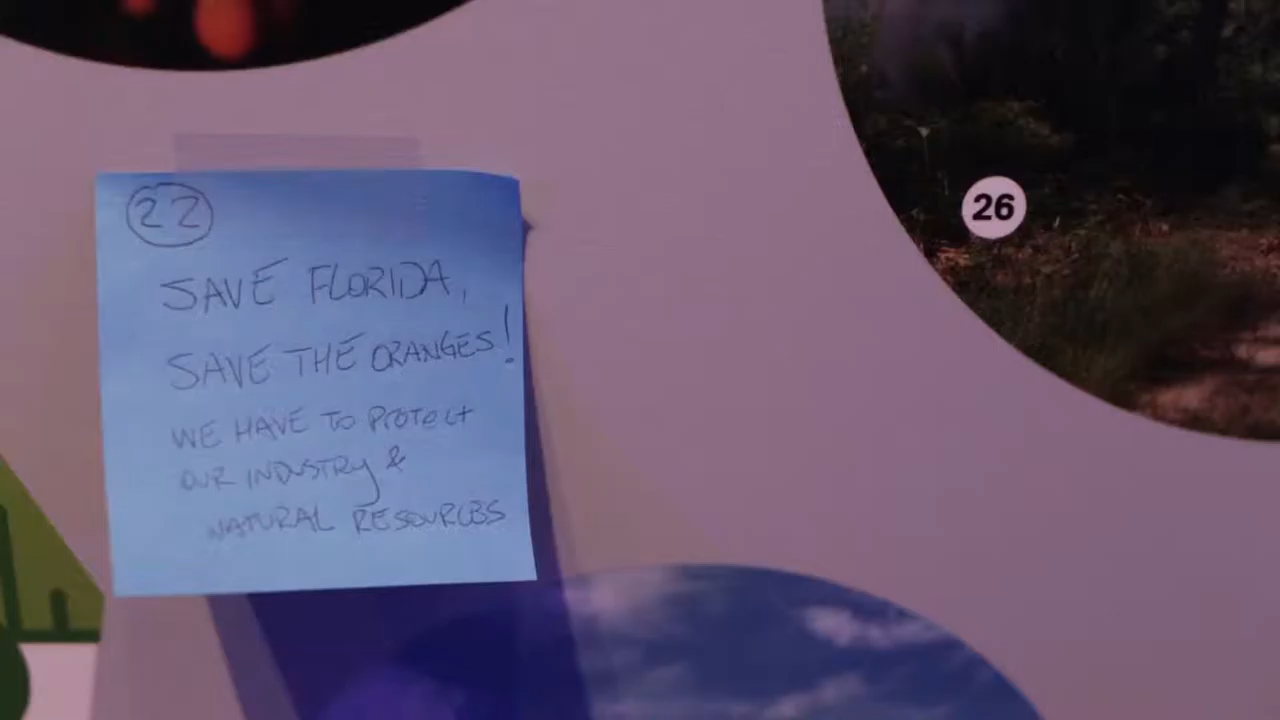 22
SAVE FLORIDA,
SAVE THE ORANGES!
WE HAVE TO PROTECT
OUR INDUSTRY &
NATURAL RESOURCES
26